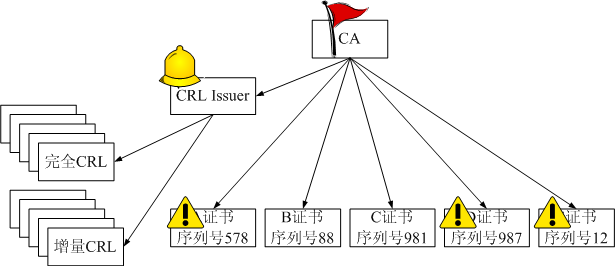 CA
CRL Issuer
完全CRL
增量CRL
证书
序列号578
B证书
序列号88
C证书
序列号981
证书
序列号987
证书
序列号12